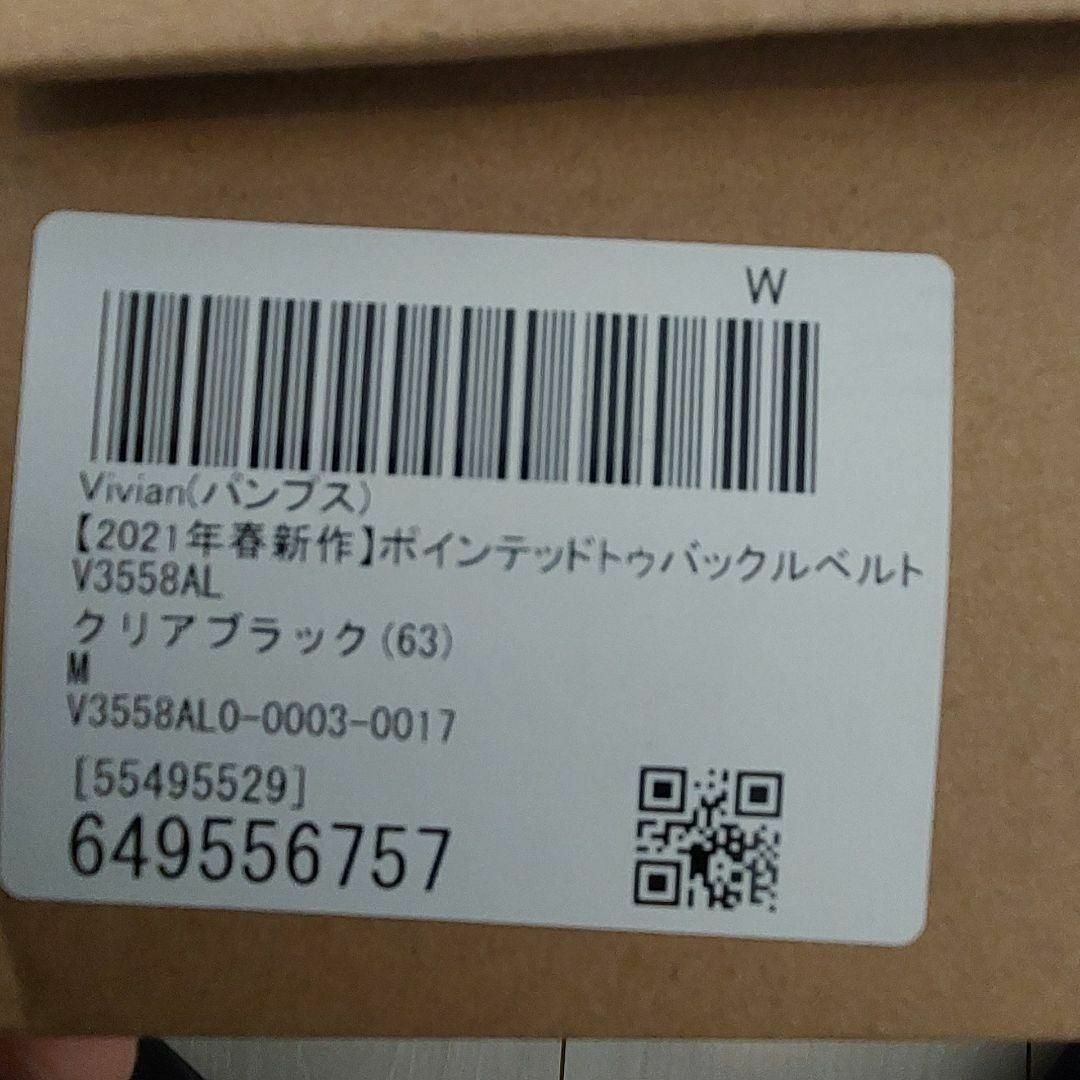 W
Vivian(パンプス)
【2021年春新作】ポインテッドトゥバックルベルト
V3558AL
クリアブラック(63)
M
V3558AL0-0003-0017
[55495529]
649556757